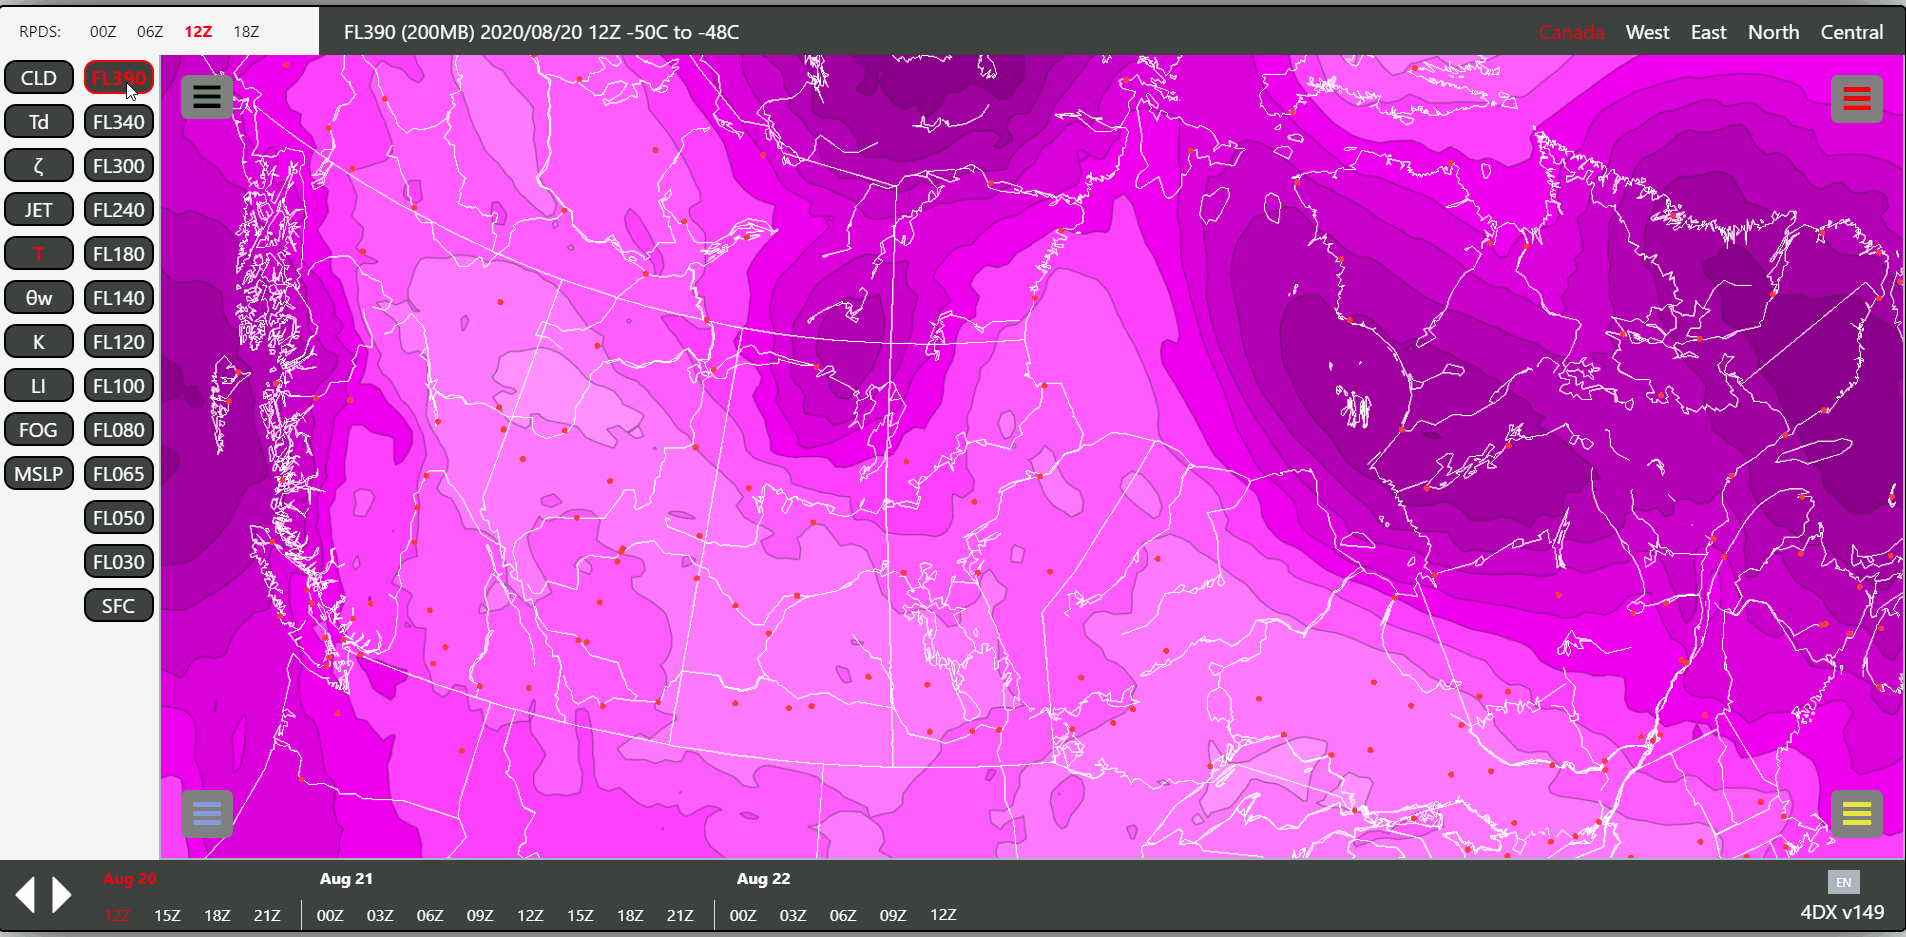 RPDS: 00Z 06Z 12Z 18Z
FL390 (200MB) 2020/08/20 12Z -50C to -48C
Canada West East North Central
CLD FL390
Td FL340
ζ FL300
JET FL240
T FL180
θw FL140
K FL120
LI FL100
FOG FL080
MSLP FL065
FL050
FL030
SFC
Aug 20 Aug 21 Aug 22
12Z 15Z 18Z 21Z 00Z 03Z 06Z 09Z 12Z 15Z 18Z 21Z 00Z 03Z 06Z 09Z 12Z
EN
4DX v149